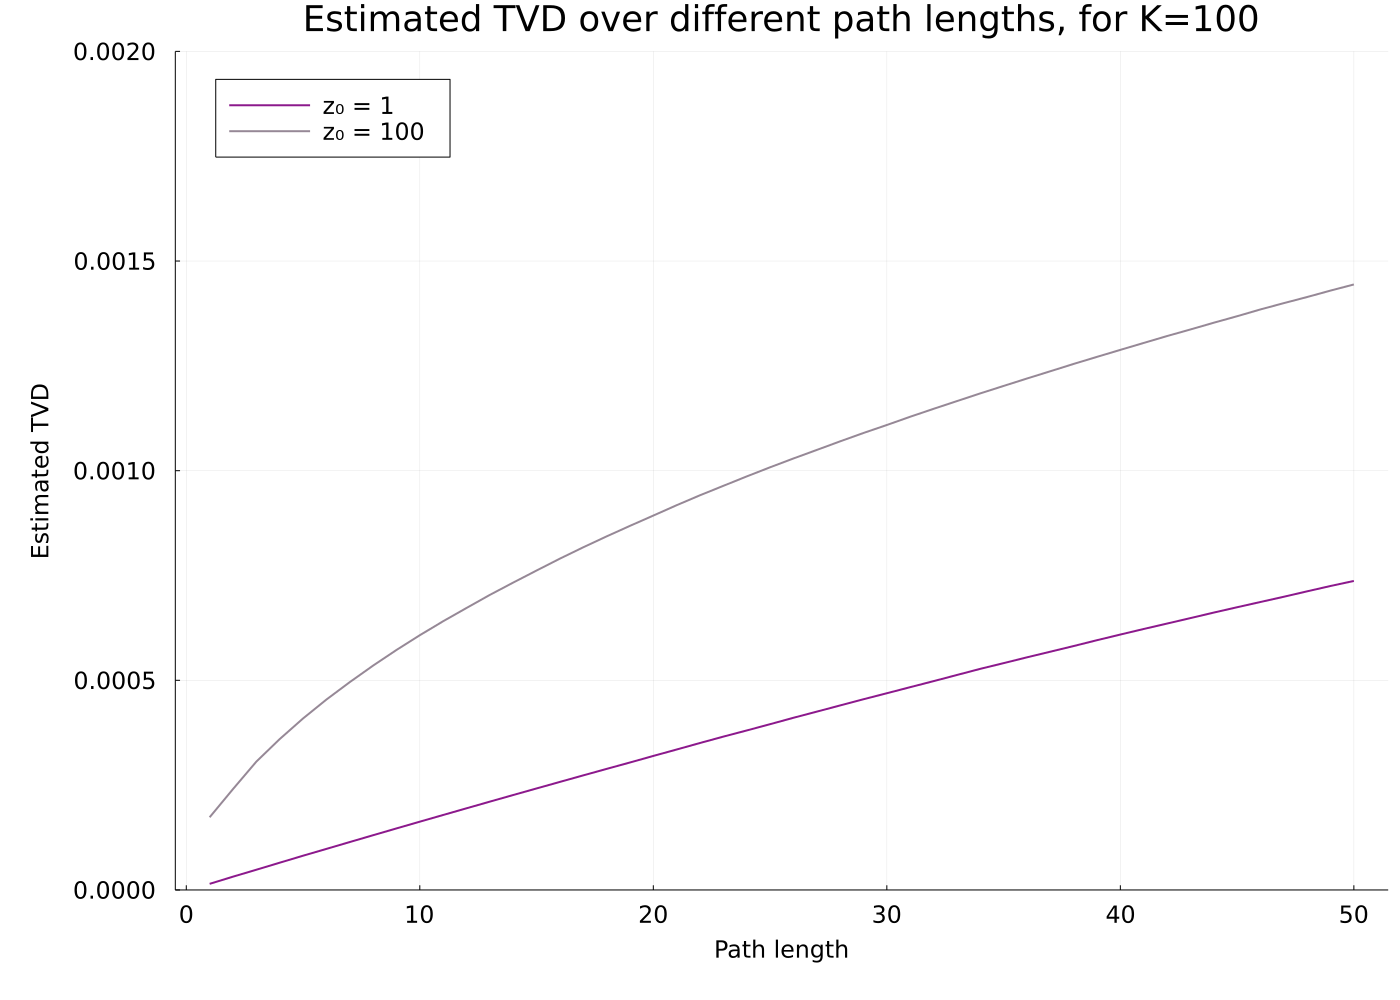 Estimated TVD over different path lengths, for K=100
0.0020
z₀ = 1
z₀ = 100
0.0015
0.0010
Estimated TVD
0.0005
0.0000
0 10 20 30 40 50
Path length